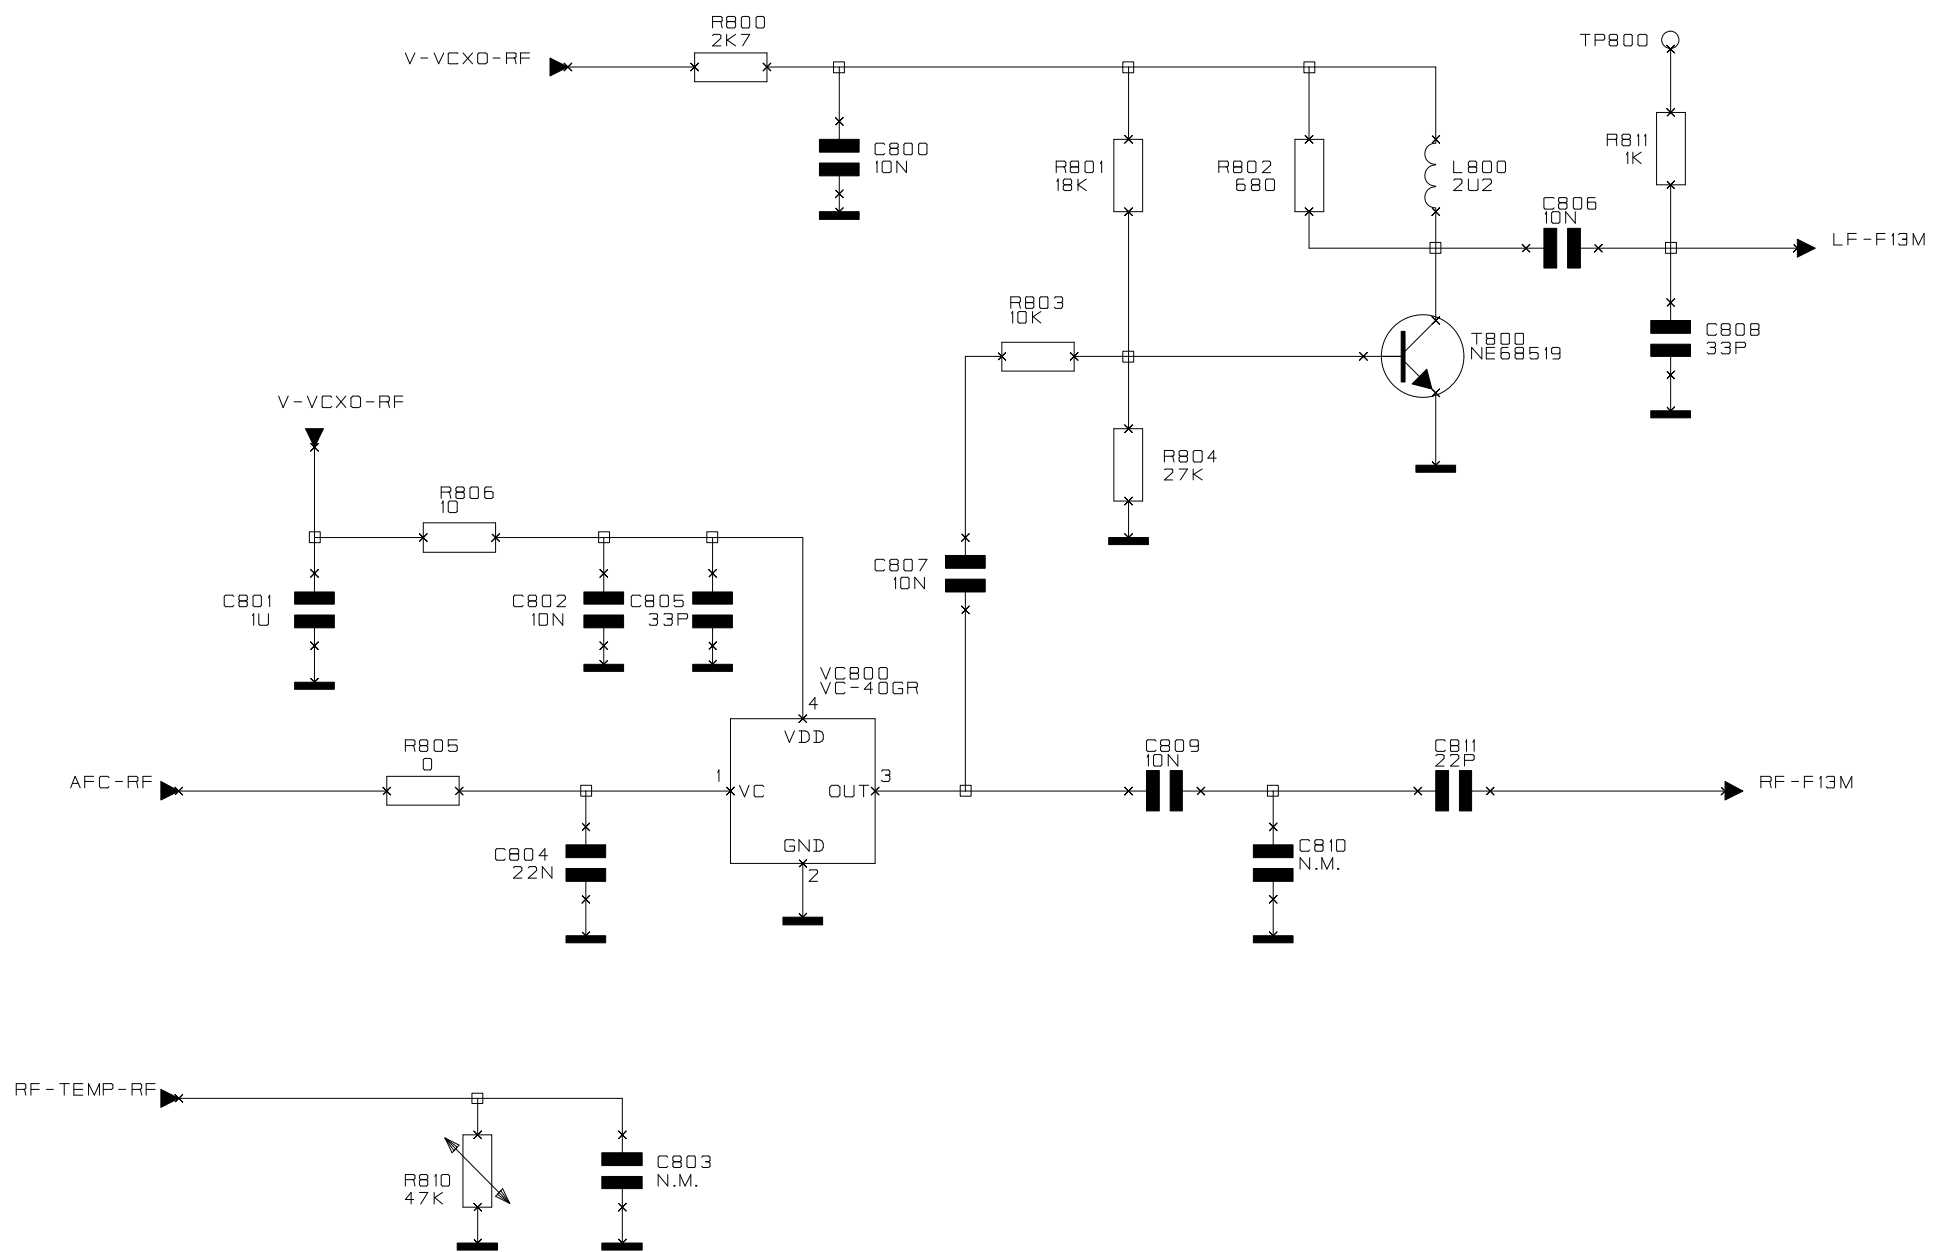 R800
2K7
V-VCXO-RF
TP800
C800
10N
R801
18K
R802
680
L800
2U2
R811
1K
C806
10N
LF-F13M
R803
10K
T800
NE68519
C808
33P
V-VCXO-RF
R806
10
R804
27K
C807
10N
C801
1U
C802
10N
C805
33P
VC800
VC-40GR
4
VDD
R805
0
AFC-RF
1
VC
OUT
3
C809
10N
C811
22P
RF-F13M
C804
22N
GND
2
C810
N.M.
RF-TEMP-RF
R810
47K
C803
N.M.